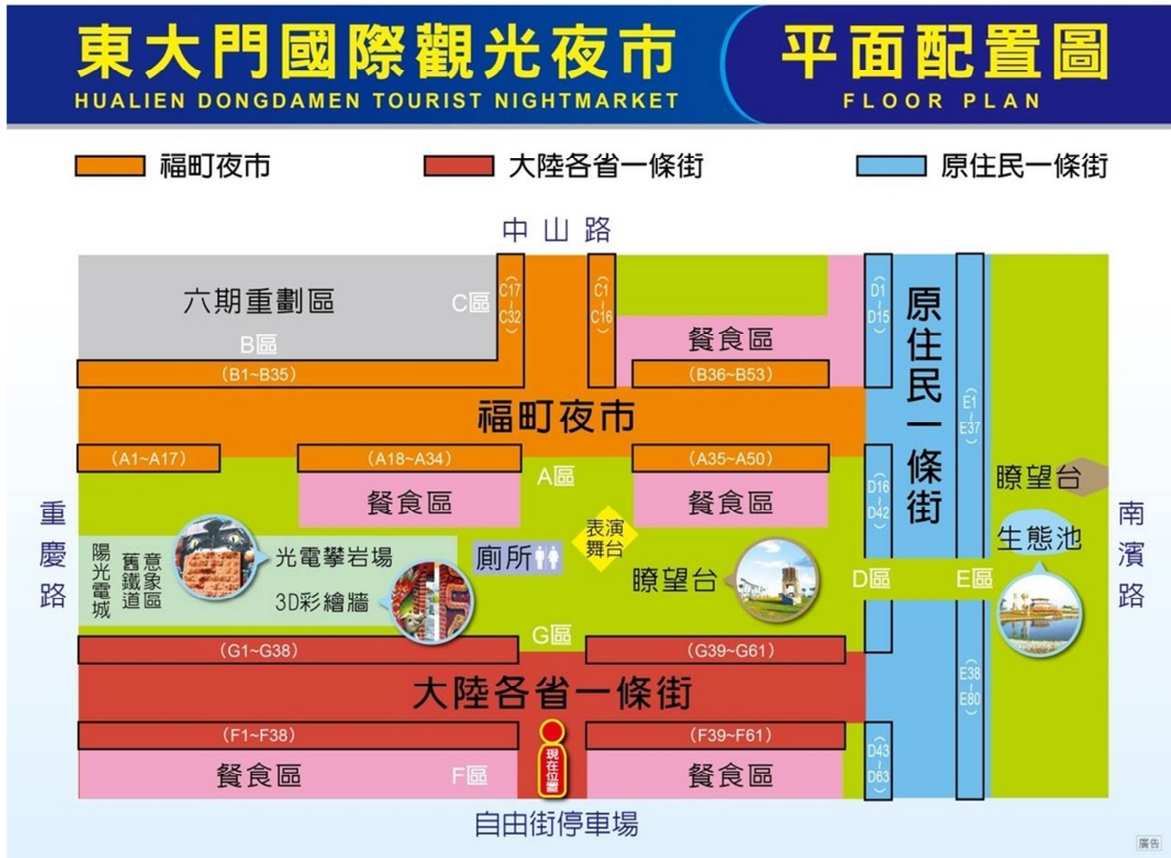 東大門國際觀光夜市
HUALIEN DONGDAMEN TOURIST NIGHTMARKET
平面配置圖
FLOOR PLAN
福町夜市
大陸各省一條街
原住民一條街
中山路
六期重劃區
C區
(C17~C32)
(C1~C16)
(D1~D15)
原住民一條街
B區
餐食區
(B1~B35)
(B36~B53)
(E1~E37)
福町夜市
(A1~A17)
(A18~A34)
(A35~A50)
A區
(D16~D42)
瞭望台
餐食區
餐食區
重慶路
南濱路
陽光電城
舊鐵道
意象區
光電攀岩場
3D彩繪牆
廁所
表演
舞台
瞭望台
D區
E區
生態池
G區
(G1~G38)
(G39~G61)
(E38~E80)
大陸各省一條街
(F1~F38)
(F39~F61)
(D43~D63)
現在位置
餐食區
F區
餐食區
自由街停車場
廣告